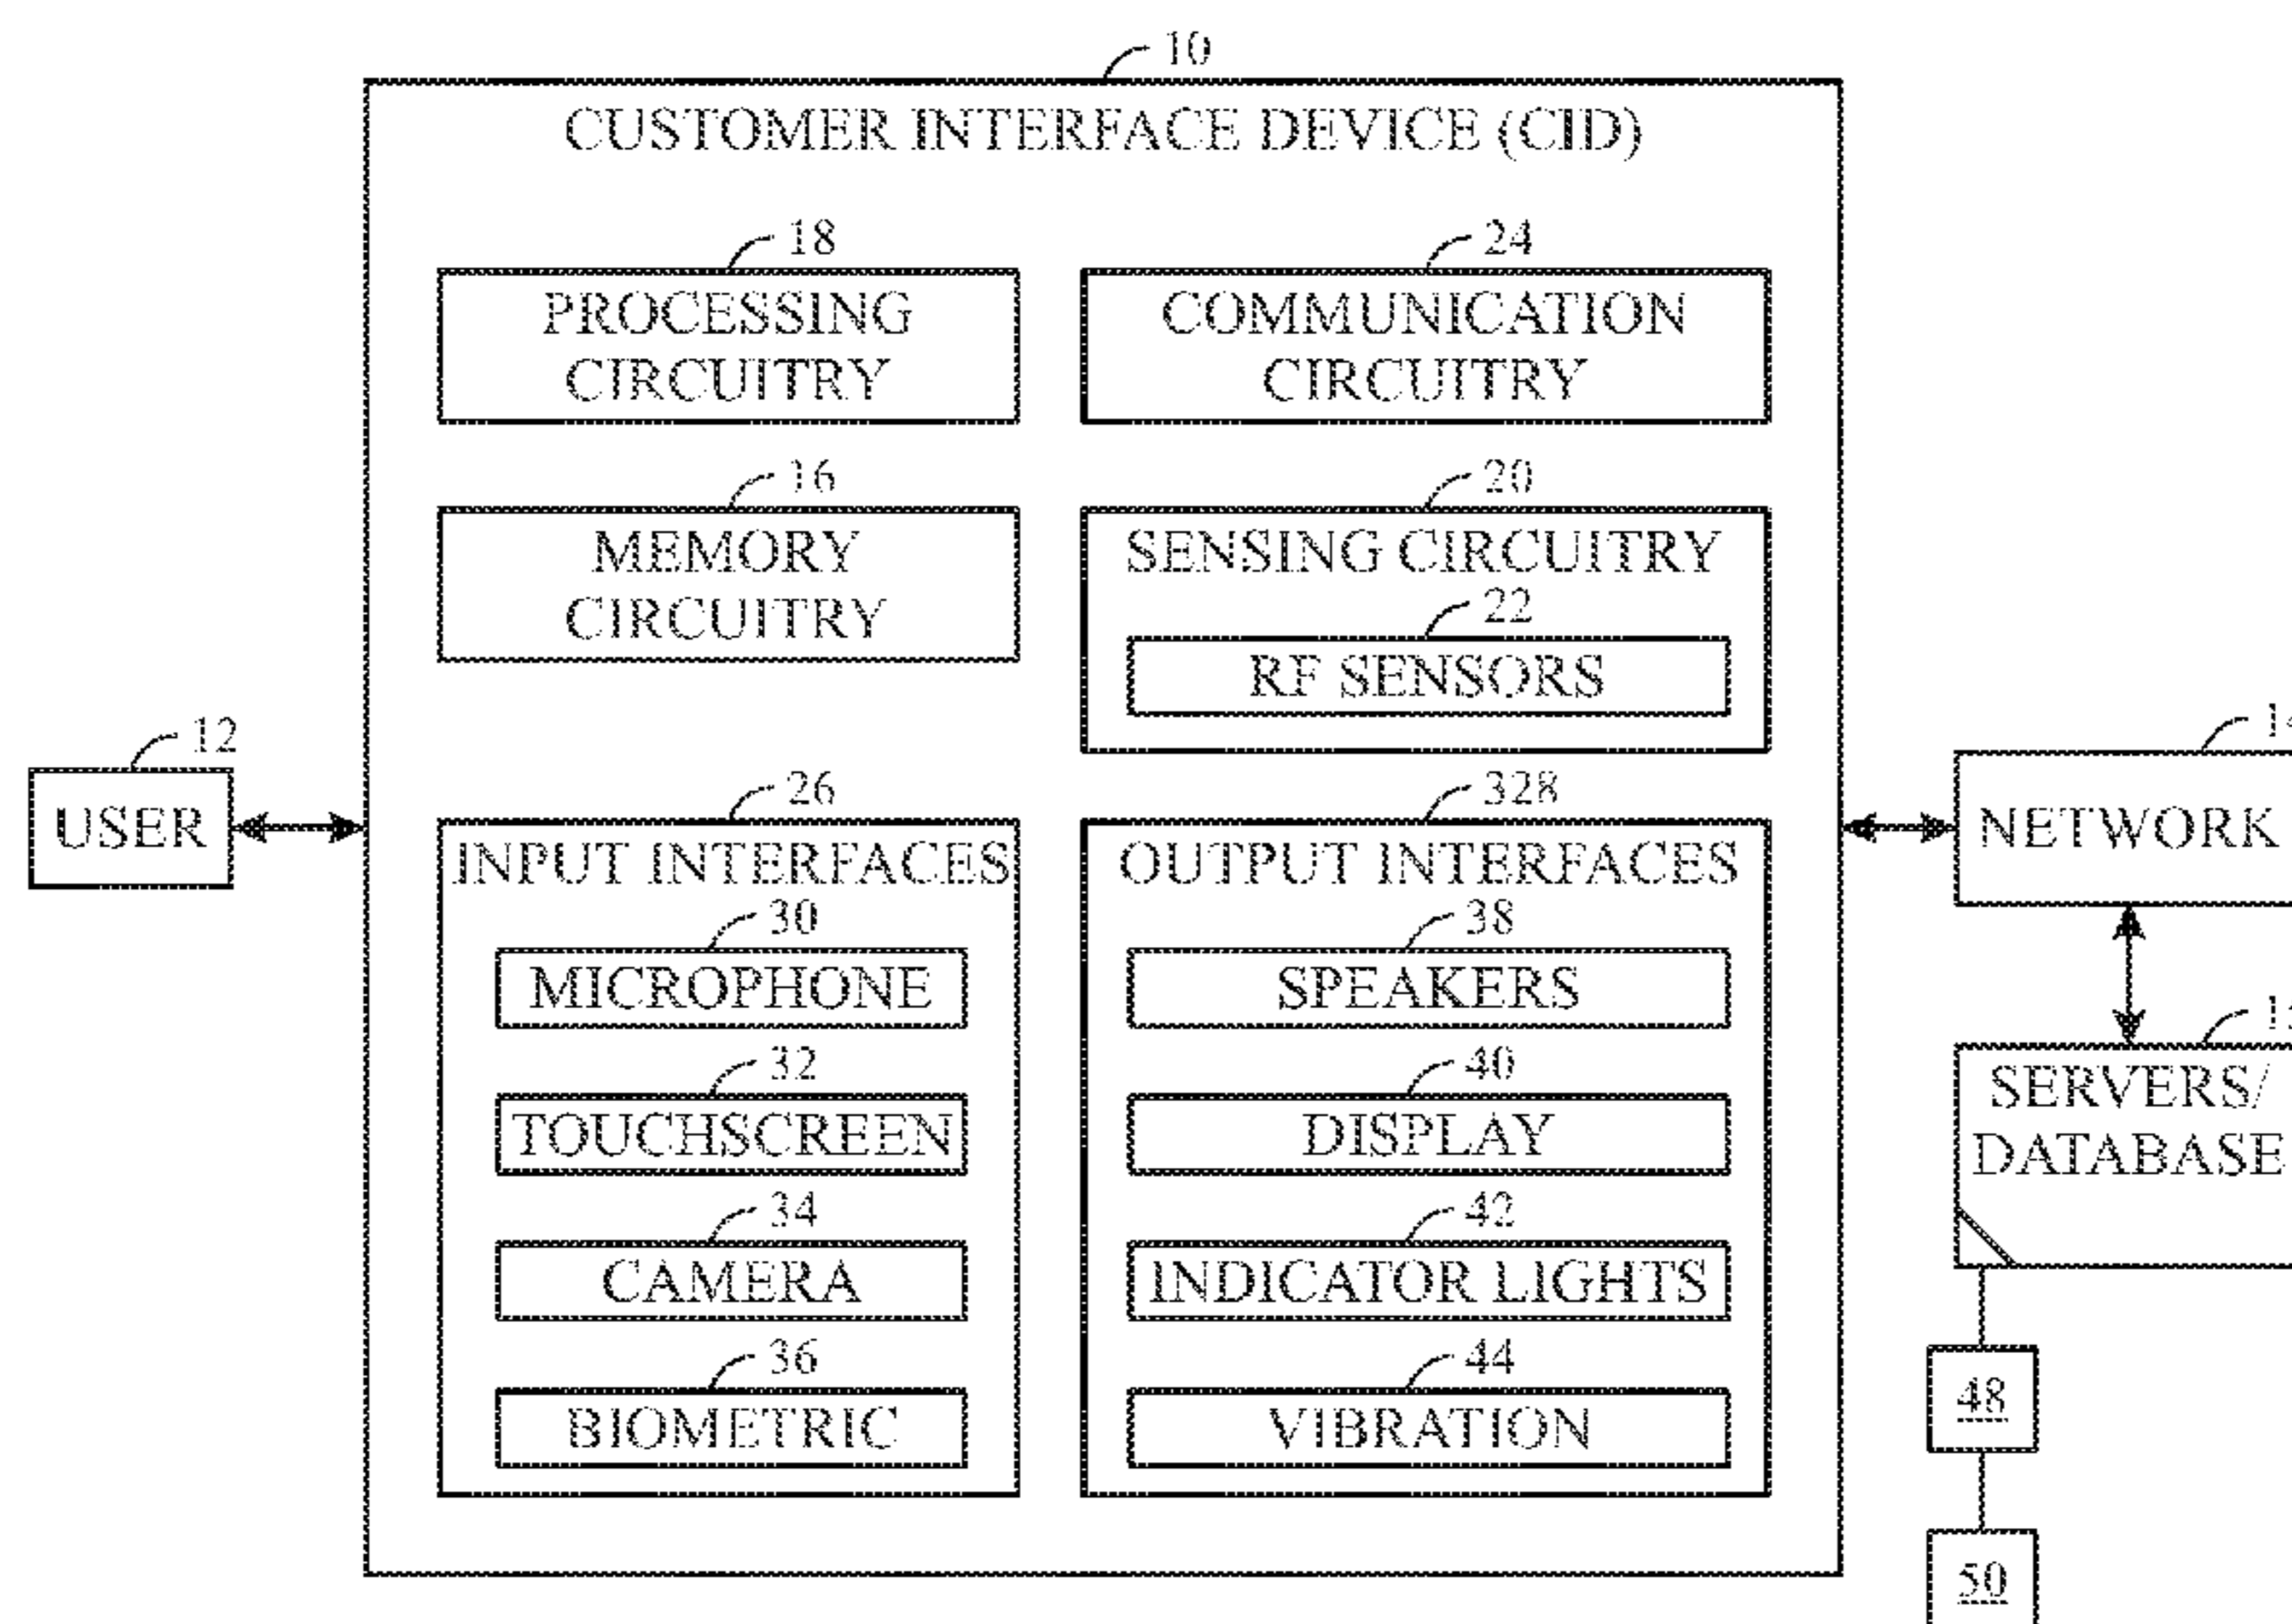 10
CUSTOMER INTERFACE DEVICE (CID)
18
PROCESSING
CIRCUITRY
24
COMMUNICATION
CIRCUITRY
16
MEMORY
CIRCUITRY
20
SENSING CIRCUITRY
22
RF SENSORS
12
USER
26
INPUT INTERFACES
30
MICROPHONE
32
TOUCHSCREEN
34
CAMERA
36
BIOMETRIC
328
OUTPUT INTERFACES
38
SPEAKERS
40
DISPLAY
42
INDICATOR LIGHTS
44
VIBRATION
NETWORK
SERVERS/
DATABASE
48
50